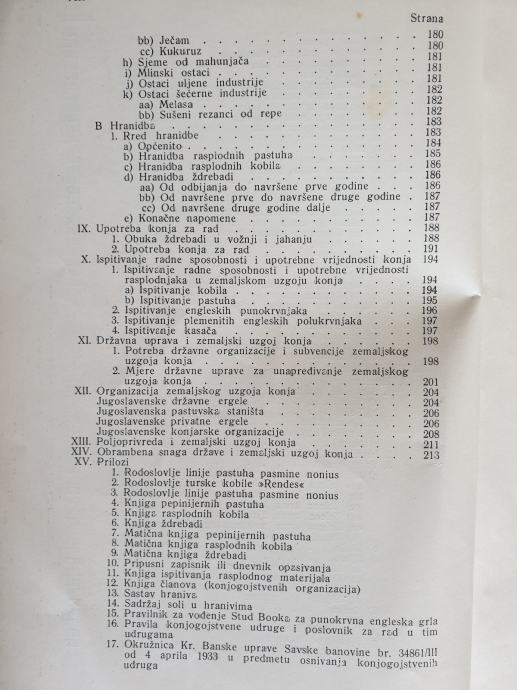 Strana
bb) Ječam . . . . . . . . . . . . . 180
cc) Kukuruz . . . . . . . . . . . . 180
h) Sjeme od mahunjača . . . . . . . . . 181
i) Mlinski ostaci . . . . . . . . . . . 181
j) Ostaci uljene industrije . . . . . . . . 181
k) Ostaci šećerne industrije . . . . . . . . 182
aa) Melasa . . . . . . . . . . . . . 182
bb) Sušeni rezanci od repe . . . . . . . 182
B Hranidba . . . . . . . . . . . . . . 183
1. Rred hranidbe . . . . . . . . . . . . 183
a) Općenito . . . . . . . . . . . . . 184
b) Hranidba rasplodnih pastuha . . . . . . 185
c) Hranidba rasplodnih kobila . . . . . . . 186
d) Hranidba ždrebadi . . . . . . . . . . 186
aa) Od odbijanja do navršene prve godine . . . 186
bb) Od navršene prve do navršene druge godine . 187
cc) Od navršene druge godine dalje . . . . . 187
e) Konačne napomene . . . . . . . . . . 187
IX. Upotreba konja za rad . . . . . . . . . . 188
1. Obuka ždrebadi u vožnji i jahanju . . . . . . 188
2. Upotreba konja za rad . . . . . . . . . . 191
X. Ispitivanje radne sposobnosti i upotrebne vrijednosti konja 194
1. Ispitivanje radne sposobnosti i upotrebne vrijednosti
rasplodnjaka u zemaljskom uzgoju konja . . . . . 194
a) Ispitivanje kobila . . . . . . . . . . . 194
b) Ispitivanje pastuha . . . . . . . . . . 195
2. Ispitivanje engleskih punokrvnjaka . . . . . . 196
3. Ispitivanje plemenitih engleskih polukrvnjaka . . . 197
4. Ispitivanje kasača . . . . . . . . . . . 197
XI. Državna uprava i zemaljski uzgoj konja . . . . . 198
1. Potreba državne organizacije i subvencije zemaljskog
uzgoja konja . . . . . . . . . . . . . 198
2. Mjere državne uprave za unapređivanje zemaljskog
uzgoja konja . . . . . . . . . . . . . 201
XII. Organizacija zemaljskog uzgoja konja . . . . . . 204
Jugoslavenske državne ergele . . . . . . . . 204
Jugoslavenska pastuvska staništa . . . . . . . 206
Jugoslavenske privatne ergele . . . . . . . . 206
Jugoslavenske konjarske organizacije . . . . . . 208
XIII. Poljoprivreda i zemaljski uzgoj konja . . . . . . 211
XIV. Obrambena snaga države i zemaljski uzgoj konja . . . . 213
XV. Prilozi
1. Rodoslovlje linije pastuha pasmine nonius
2. Rodoslovlje turske kobile »Rendes«
3. Rodoslovlje linije pastuha pasmine nonius
4. Knjiga pepinijernih pastuha
5. Knjiga rasplodnih kobila
6. Knjiga ždrebadi
7. Matična knjiga pepinijernih pastuha
8. Matična knjiga rasplodnih kobila
9. Matična knjiga ždrebadi
10. Pripusni zapisnik ili dnevnik opasivanja
11. Knjiga ispitivanja rasplodnog materijala
12. Knjiga članova (konjogojstvenih organizacija)
13. Sastav hraniva
14. Sadržaj soli u hranivima
15. Pravilnik za vođenje Stud Booka za punokrvna engleska grla
16. Pravila konjogojstvene udruge i poslovnik za rad u tim
udrugama
17. Okružnica Kr. Banske uprave Savske banovine br. 34861/III
od 4 aprila 1933 u predmetu osnivanja konjogojstvenih
udruga